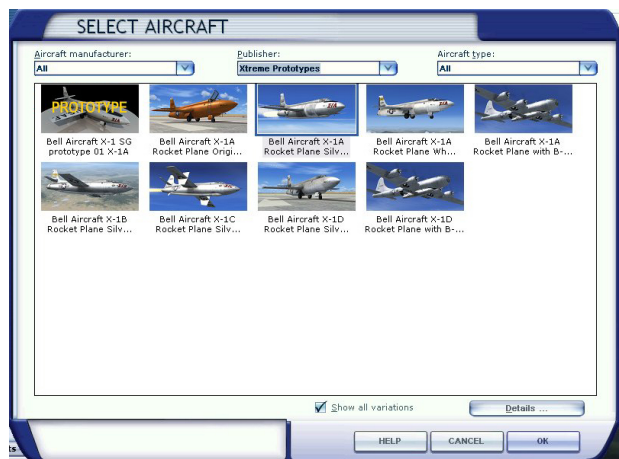 SELECT AIRCRAFT
Aircraft manufacturer:
Publisher:
Aircraft type:
All
Xtreme Prototypes
All
PROTOTYPE
Bell Aircraft X-1 SG
prototype 01 X-1A
Bell Aircraft X-1A
Rocket Plane Origi...
Bell Aircraft X-1A
Rocket Plane Silv...
Bell Aircraft X-1A
Rocket Plane Wh...
Bell Aircraft X-1A
Rocket Plane with B-...
Bell Aircraft X-1B
Rocket Plane Silv...
Bell Aircraft X-1C
Rocket Plane Silv...
Bell Aircraft X-1D
Rocket Plane Silv...
Bell Aircraft X-1D
Rocket Plane with B-...
Show all variations
Details ...
ts
HELP
CANCEL
OK